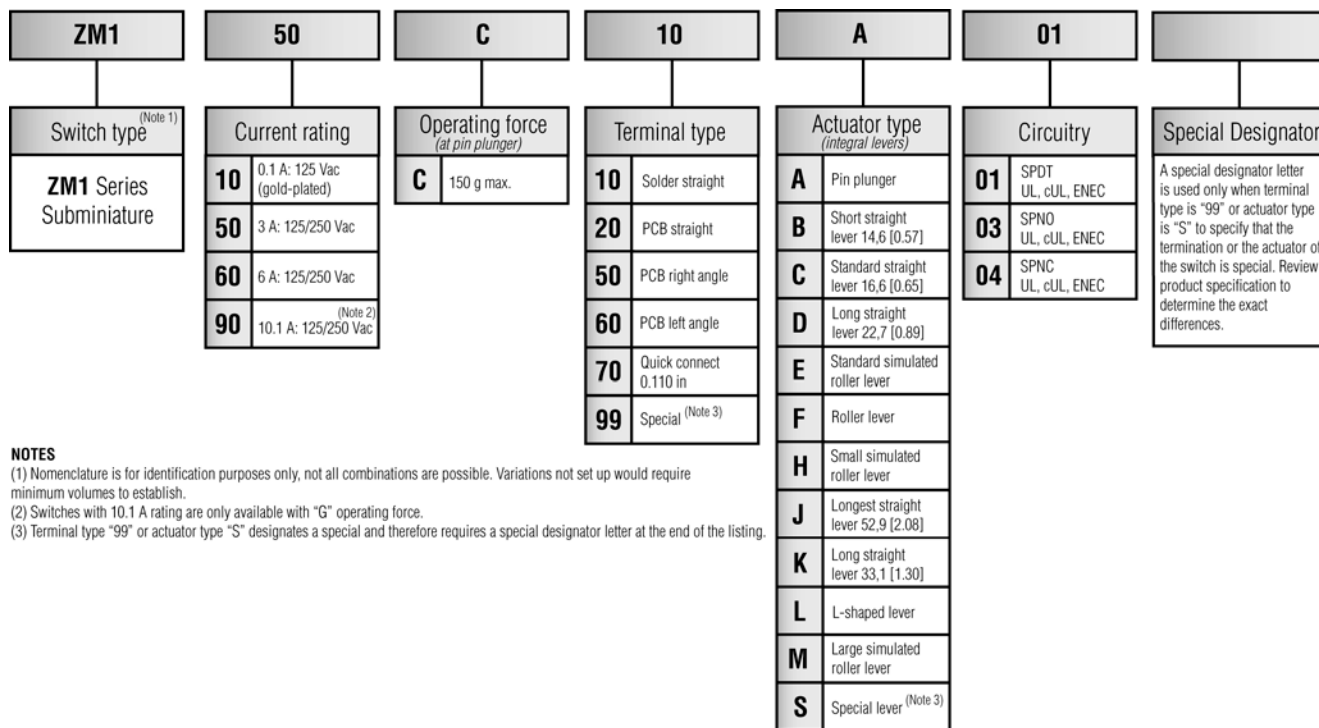 ZM1
50
C
10
A
01
Switch type (Note 1)
ZM1 Series
Subminiature
Current rating
10 0.1 A: 125 Vac
(gold-plated)
50 3 A: 125/250 Vac
60 6 A: 125/250 Vac
90 10.1 A: 125/250 Vac (Note 2)
Operating force
(at pin plunger)
C 150 g max.
Terminal type
10 Solder straight
20 PCB straight
50 PCB right angle
60 PCB left angle
70 Quick connect
0.110 in
99 Special (Note 3)
Actuator type
(integral levers)
A Pin plunger
B Short straight
lever 14,6 [0.57]
C Standard straight
lever 16,6 [0.65]
D Long straight
lever 22,7 [0.89]
E Standard simulated
roller lever
F Roller lever
H Small simulated
roller lever
J Longest straight
lever 52,9 [2.08]
K Long straight
lever 33,1 [1.30]
L L-shaped lever
M Large simulated
roller lever
S Special lever (Note 3)
Circuitry
01 SPDT
UL, cUL, ENEC
03 SPNO
UL, cUL, ENEC
04 SPNC
UL, cUL, ENEC
Special Designator
A special designator letter
is used only when terminal
type is “99” or actuator type
is “S” to specify that the
termination or the actuator of
the switch is special. Review
product specification to
determine the exact
differences.
NOTES
(1) Nomenclature is for identification purposes only, not all combinations are possible. Variations not set up would require
minimum volumes to establish.
(2) Switches with 10.1 A rating are only available with “G” operating force.
(3) Terminal type “99” or actuator type “S” designates a special and therefore requires a special designator letter at the end of the listing.